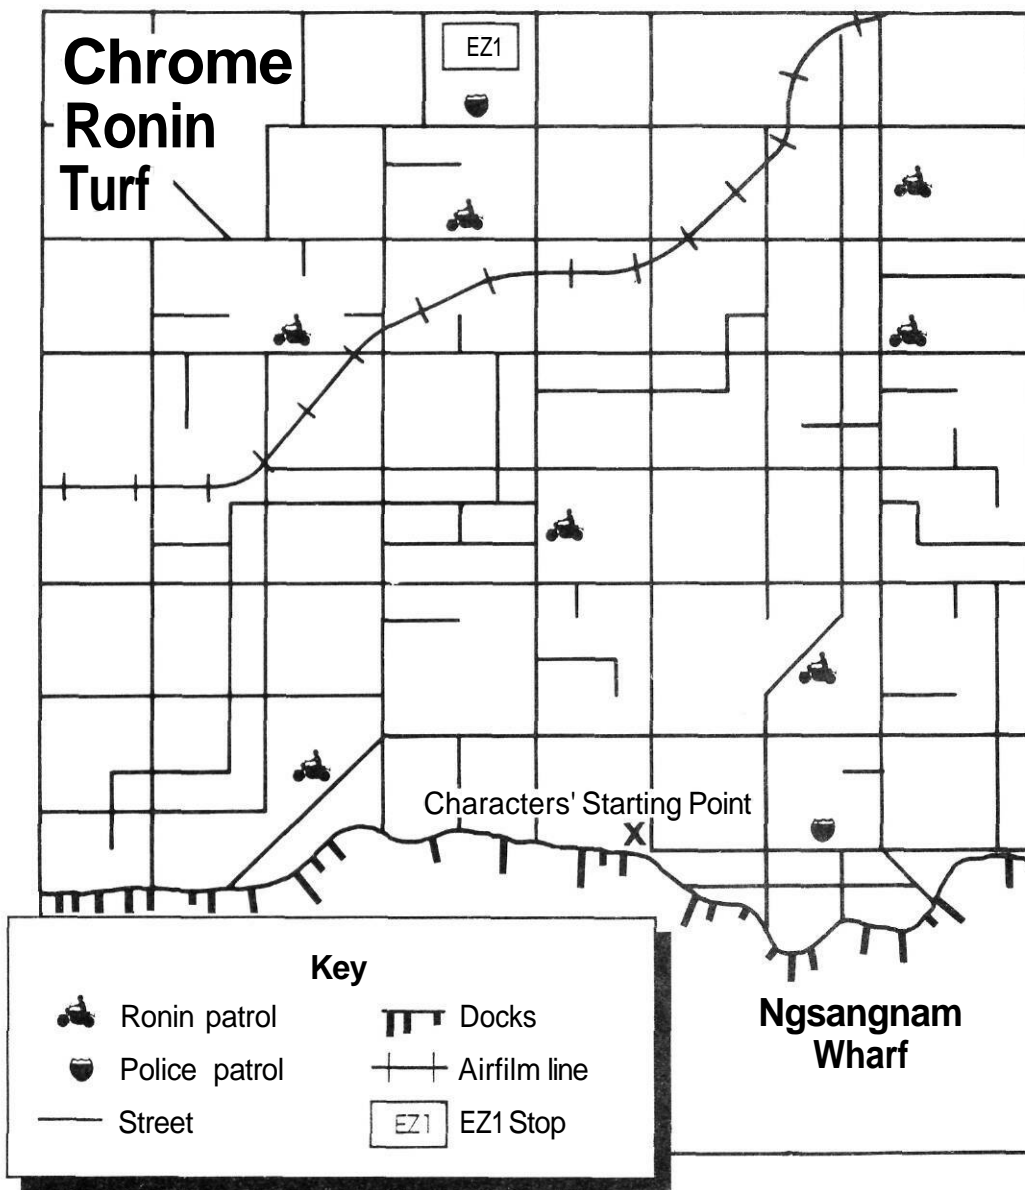 EZ1
Chrome
Ronin
Turf
Characters' Starting Point
X
Key
Ronin patrol
Docks
Police patrol
Airfilm line
Street
EZ1
EZ1 Stop
Ngsangnam
Wharf